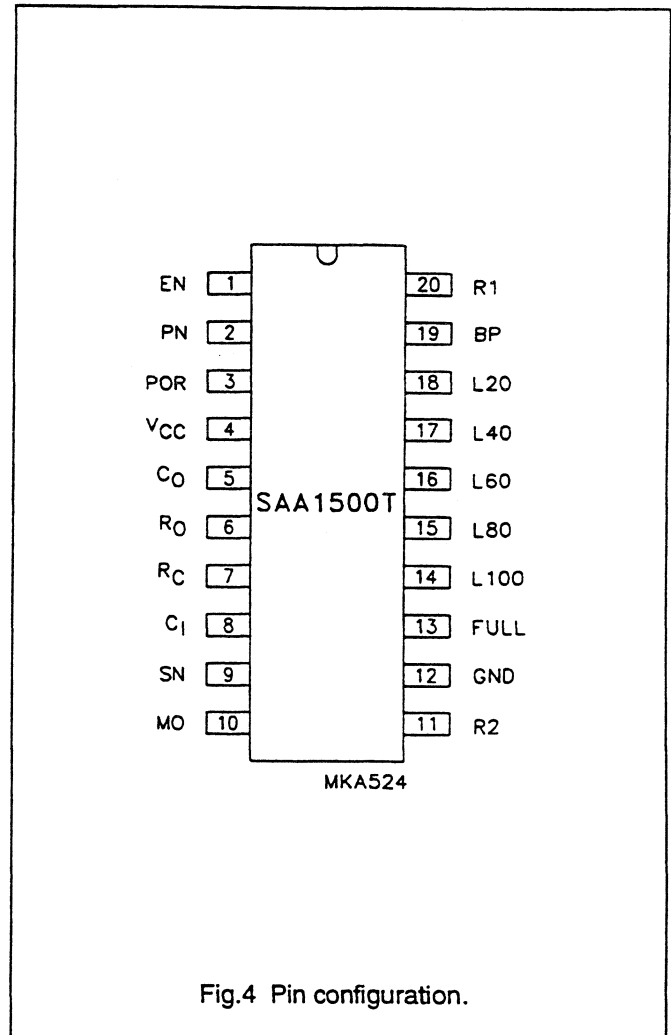 EN 1 20 R1
PN 2 19 BP
POR 3 18 L20
VCC 4 17 L40
CO 5 16 L60
SAA1500T
RO 6 15 L80
RC 7 14 L100
CI 8 13 FULL
SN 9 12 GND
MO 10 11 R2
MKA524
Fig.4 Pin configuration.